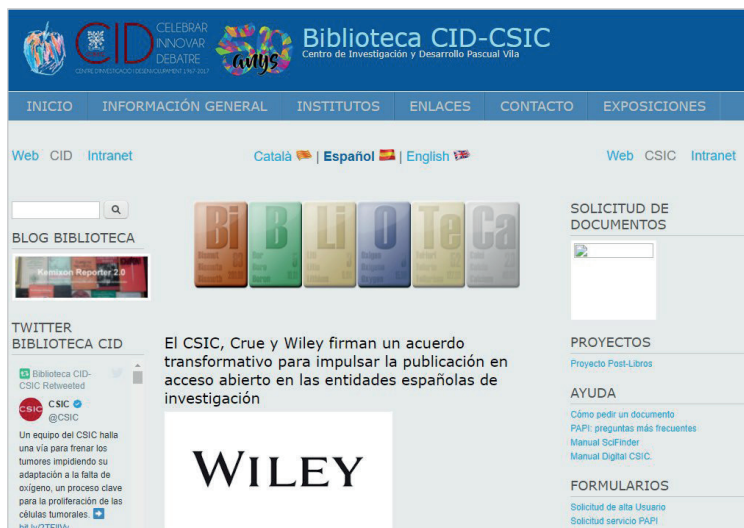 CID
CELEBRAR
INNOVAR
DEBATRE
CENTRE D'INVESTIGACIÓ I DESENVOLUPAMENT 1967-2017
50 anys
Biblioteca CID-CSIC
Centro de Investigación y Desarrollo Pascual Vila
INICIO INFORMACIÓN GENERAL INSTITUTOS ENLACES CONTACTO EXPOSICIONES
Web CID Intranet
Català | Español | English
Web CSIC Intranet
BLOG BIBLIOTECA
Kemixon Reporter 2.0
TWITTER
BIBLIOTECA CID
Biblioteca CID-
CSIC Retweeted
CSIC
CSIC
@CSIC
Un equipo del CSIC halla
una vía para frenar los
tumores impidiendo su
adaptación a la falta de
oxígeno, un proceso clave
para la proliferación de las
células tumorales.
Bi B Li O Te Ca
El CSIC, Crue y Wiley firman un acuerdo
transformativo para impulsar la publicación en
acceso abierto en las entidades españolas de
investigación
WILEY
SOLICITUD DE
DOCUMENTOS
PROYECTOS
Proyecto Post-Libros
AYUDA
Cómo pedir un documento
PAPI: preguntas más frecuentes
Manual SciFinder
Manual Digital CSIC.
FORMULARIOS
Solicitud de alta Usuario
Solicitud servicio PAPI